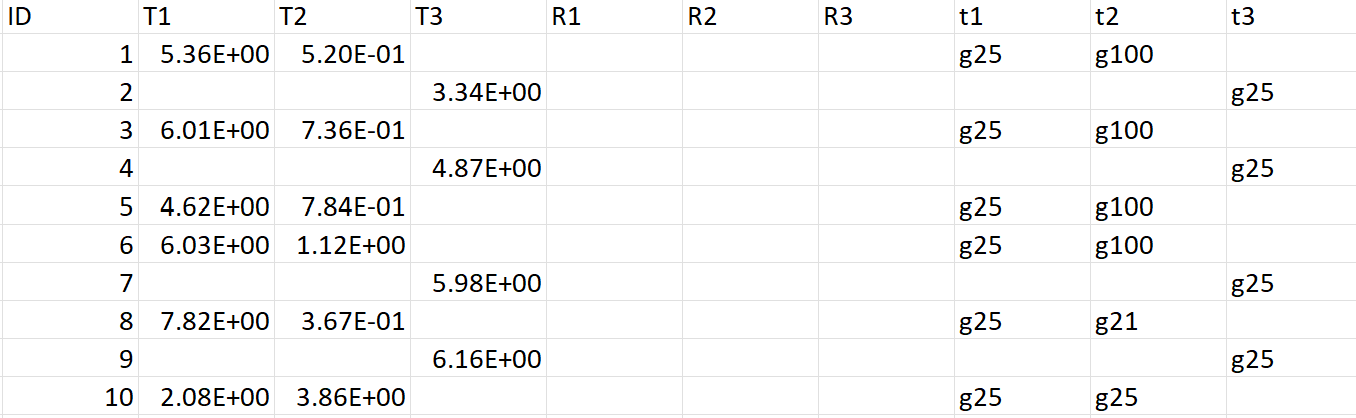 ID T1 T2 T3 R1 R2 R3 t1 t2 t3
1 5.36E+00 5.20E-01 g25 g100
2 3.34E+00 g25
3 6.01E+00 7.36E-01 g25 g100
4 4.87E+00 g25
5 4.62E+00 7.84E-01 g25 g100
6 6.03E+00 1.12E+00 g25 g100
7 5.98E+00 g25
8 7.82E+00 3.67E-01 g25 g21
9 6.16E+00 g25
10 2.08E+00 3.86E+00 g25 g25